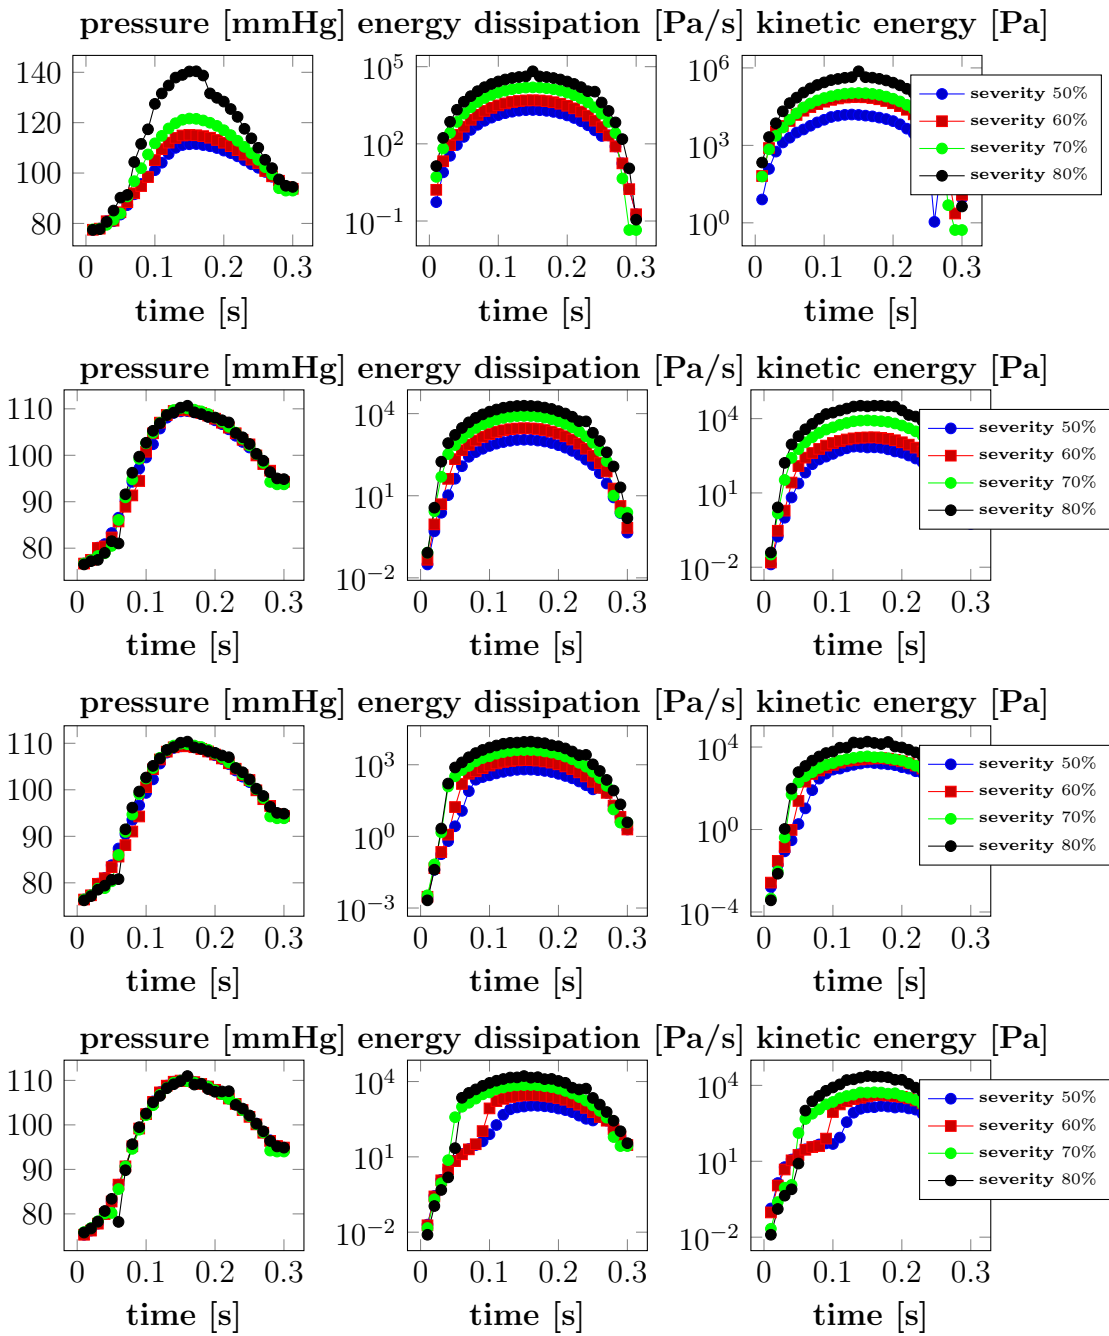 pressure [mmHg] energy dissipation [Pa/s] kinetic energy [Pa]
140
120
100
80
0 0.1 0.2 0.3
time [s]
10^5
10^2
10^−1
0 0.1 0.2 0.3
time [s]
10^6
10^3
10^0
0 0.1 0.2 0.3
time [s]
severity 50%
severity 60%
severity 70%
severity 80%
pressure [mmHg] energy dissipation [Pa/s] kinetic energy [Pa]
110
100
90
80
0 0.1 0.2 0.3
time [s]
10^4
10^1
10^−2
0 0.1 0.2 0.3
time [s]
10^4
10^1
10^−2
0 0.1 0.2 0.3
time [s]
severity 50%
severity 60%
severity 70%
severity 80%
pressure [mmHg] energy dissipation [Pa/s] kinetic energy [Pa]
110
100
90
80
0 0.1 0.2 0.3
time [s]
10^3
10^0
10^−3
0 0.1 0.2 0.3
time [s]
10^4
10^0
10^−4
0 0.1 0.2 0.3
time [s]
severity 50%
severity 60%
severity 70%
severity 80%
pressure [mmHg] energy dissipation [Pa/s] kinetic energy [Pa]
110
100
90
80
0 0.1 0.2 0.3
time [s]
10^4
10^1
10^−2
0 0.1 0.2 0.3
time [s]
10^4
10^1
10^−2
0 0.1 0.2 0.3
time [s]
severity 50%
severity 60%
severity 70%
severity 80%